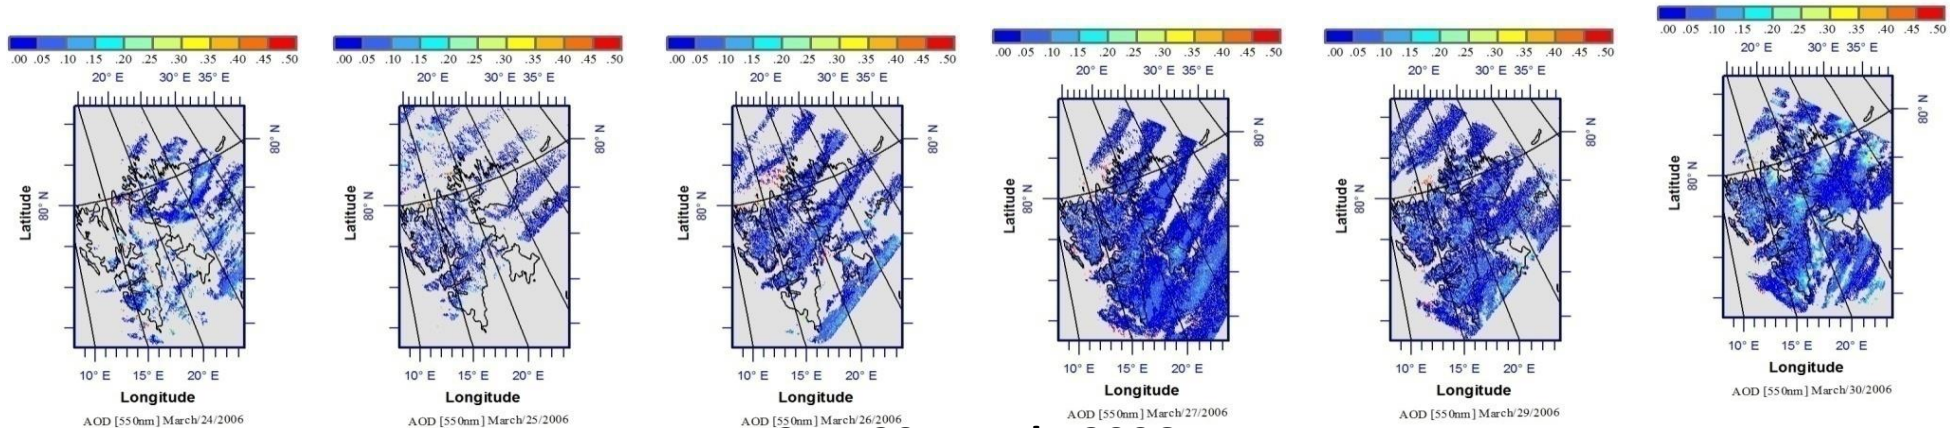 .00 .05 .10 .15 .20 .25 .30 .35 .40 .45 .50
20° E 30° E 35° E
80° N
80° N
Latitude
10° E 15° E 20° E
Longitude
AOD [550nm] March/24/2006
.00 .05 .10 .15 .20 .25 .30 .35 .40 .45 .50
20° E 30° E 35° E
80° N
80° N
Latitude
10° E 15° E 20° E
Longitude
AOD [550nm] March/25/2006
.00 .05 .10 .15 .20 .25 .30 .35 .40 .45 .50
20° E 30° E 35° E
80° N
80° N
Latitude
10° E 15° E 20° E
Longitude
AOD [550nm] March/26/2006
.00 .05 .10 .15 .20 .25 .30 .35 .40 .45 .50
20° E 30° E 35° E
80° N
80° N
Latitude
10° E 15° E 20° E
Longitude
AOD [550nm] March/27/2006
.00 .05 .10 .15 .20 .25 .30 .35 .40 .45 .50
20° E 30° E 35° E
80° N
80° N
Latitude
10° E 15° E 20° E
Longitude
AOD [550nm] March/29/2006
.00 .05 .10 .15 .20 .25 .30 .35 .40 .45 .50
20° E 30° E 35° E
80° N
80° N
Latitude
10° E 15° E 20° E
Longitude
AOD [550nm] March/30/2006